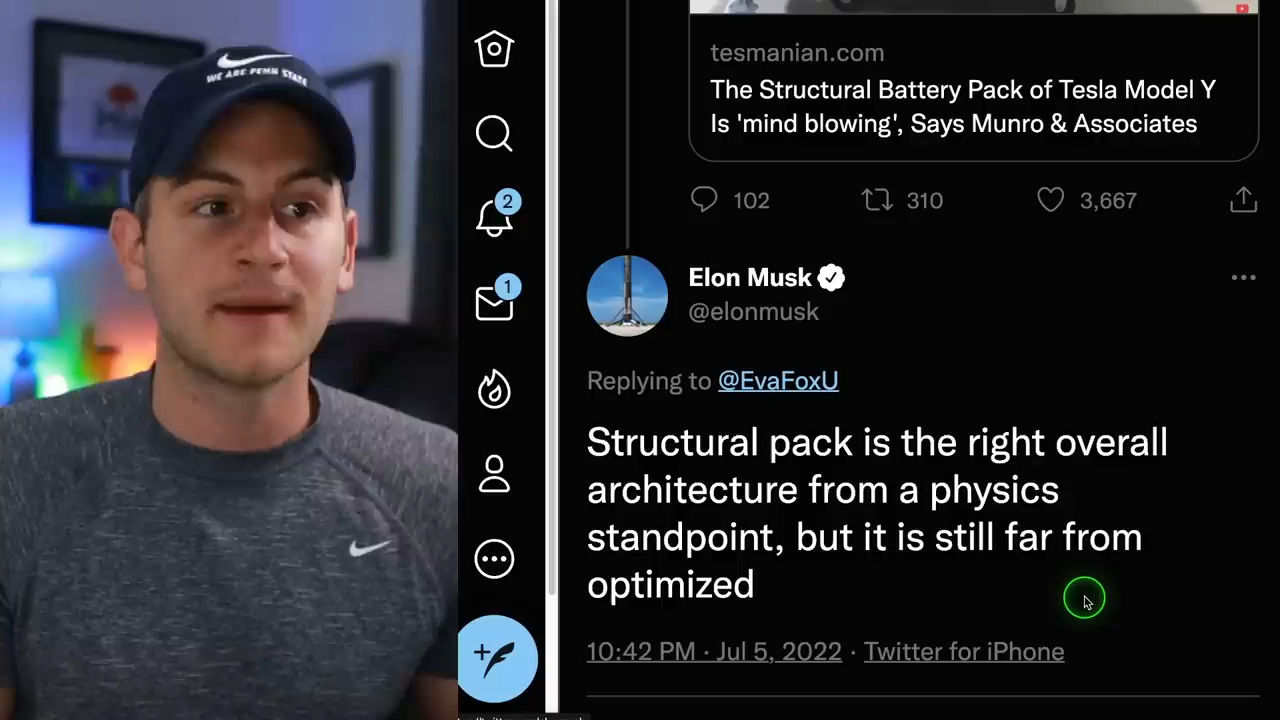 WE ARE PENN STATE
2
1
tesmanian.com
The Structural Battery Pack of Tesla Model Y
Is 'mind blowing', Says Munro & Associates
102
310
3,667
Elon Musk
@elonmusk
Replying to @EvaFoxU
Structural pack is the right overall
architecture from a physics
standpoint, but it is still far from
optimized
10:42 PM · Jul 5, 2022 · Twitter for iPhone